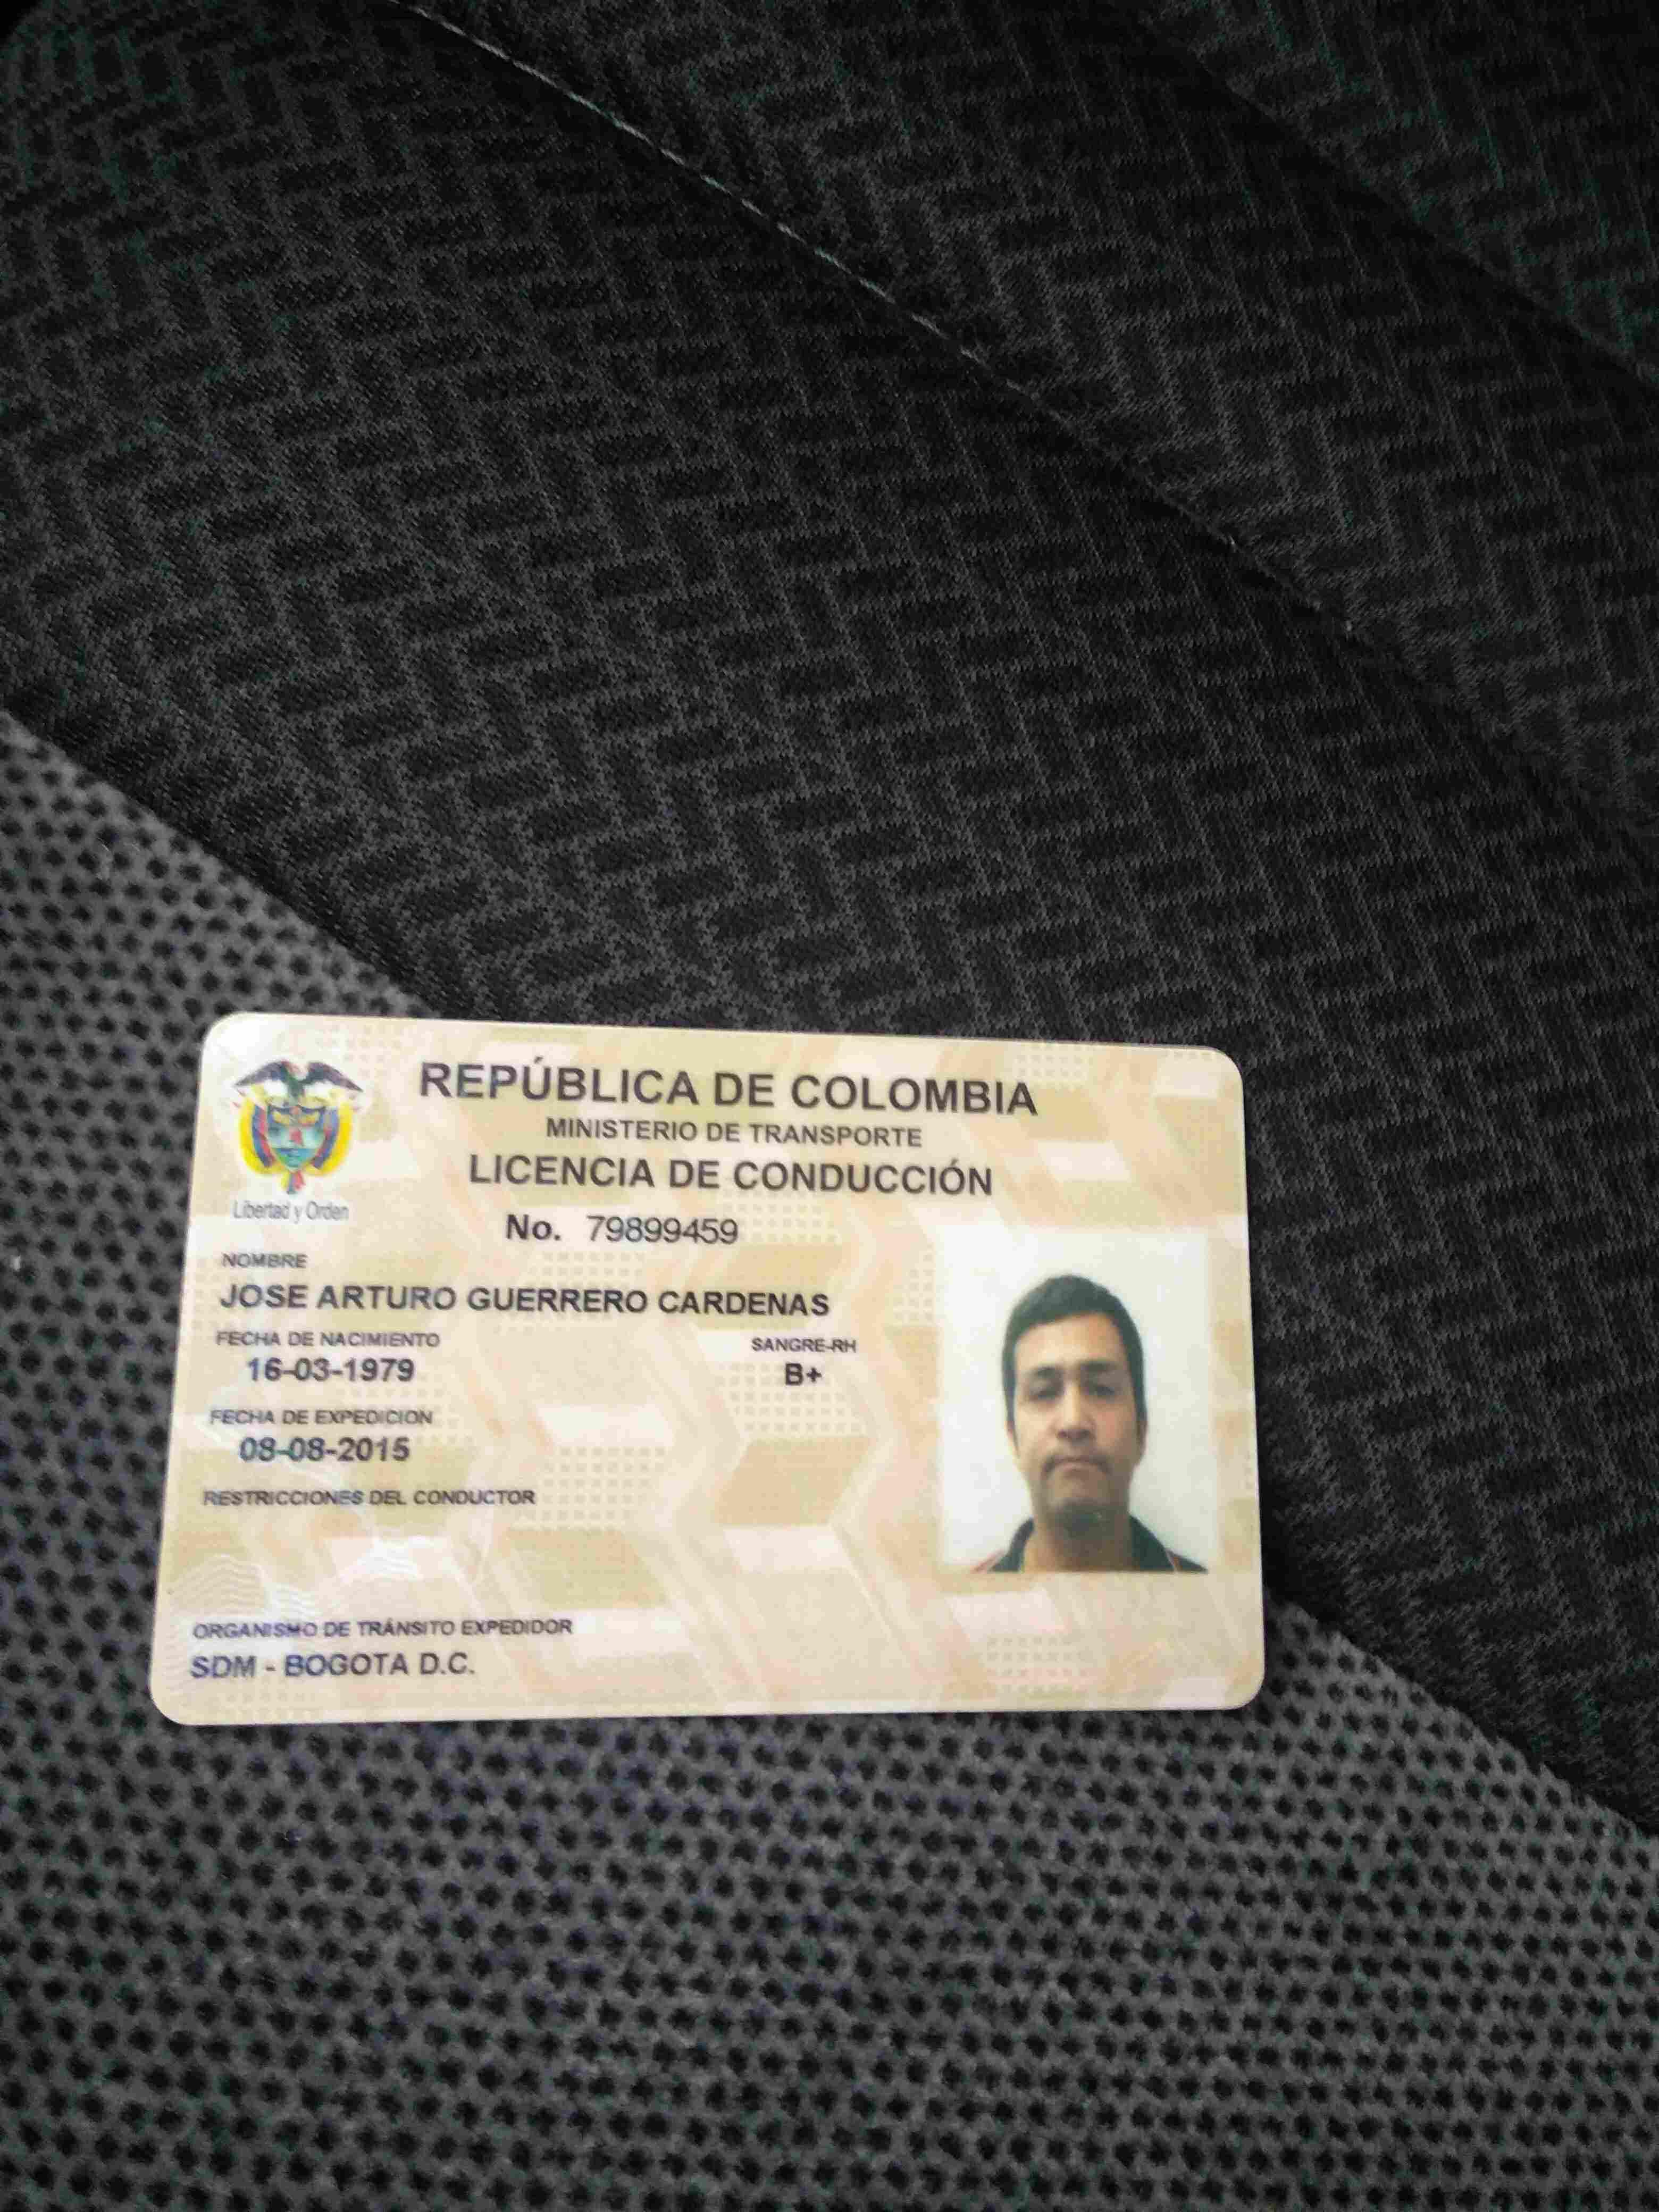 REPÚBLICA DE COLOMBIA
MINISTERIO DE TRANSPORTE
LICENCIA DE CONDUCCIÓN
Libertad y Orden
No. 79899459
NOMBRE
JOSE ARTURO GUERRERO CARDENAS
FECHA DE NACIMIENTO SANGRE-RH
16-03-1979 B+
FECHA DE EXPEDICION
08-08-2015
RESTRICCIONES DEL CONDUCTOR
ORGANISMO DE TRÁNSITO EXPEDIDOR
SDM - BOGOTA D.C.